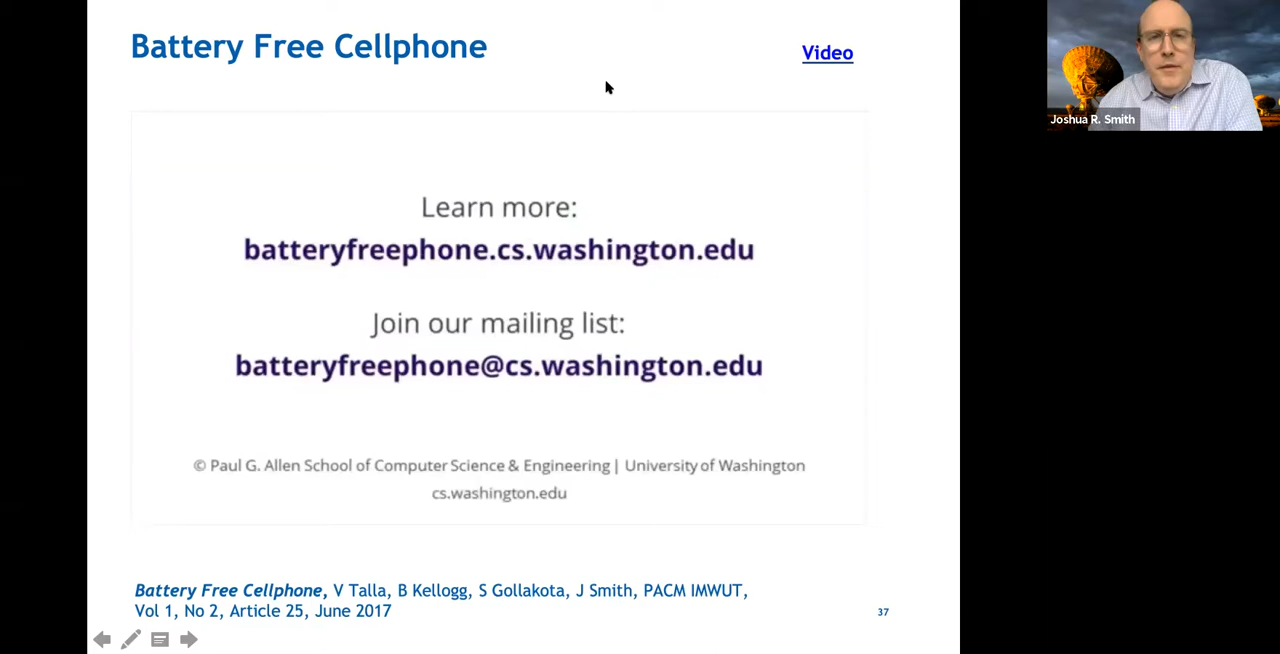 Battery Free Cellphone
Video
Joshua R. Smith
Learn more:
batteryfreephone.cs.washington.edu
Join our mailing list:
batteryfreephone@cs.washington.edu
© Paul G. Allen School of Computer Science & Engineering | University of Washington
cs.washington.edu
Battery Free Cellphone, V Talla, B Kellogg, S Gollakota, J Smith, PACM IMWUT,
Vol 1, No 2, Article 25, June 2017
37